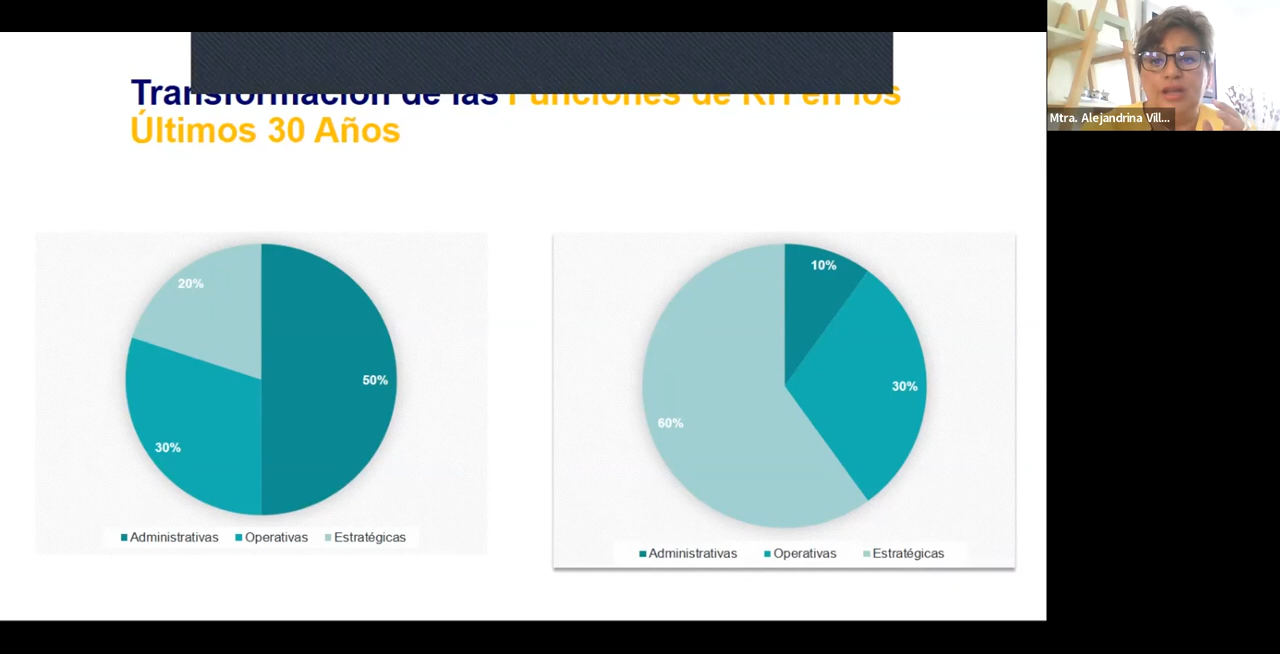 Transformación de las Funciones de RH en los
Últimos 30 Años
Mtra. Alejandrina Vill...
20%
50%
30%
Administrativas Operativas Estratégicas
10%
30%
60%
Administrativas Operativas Estratégicas